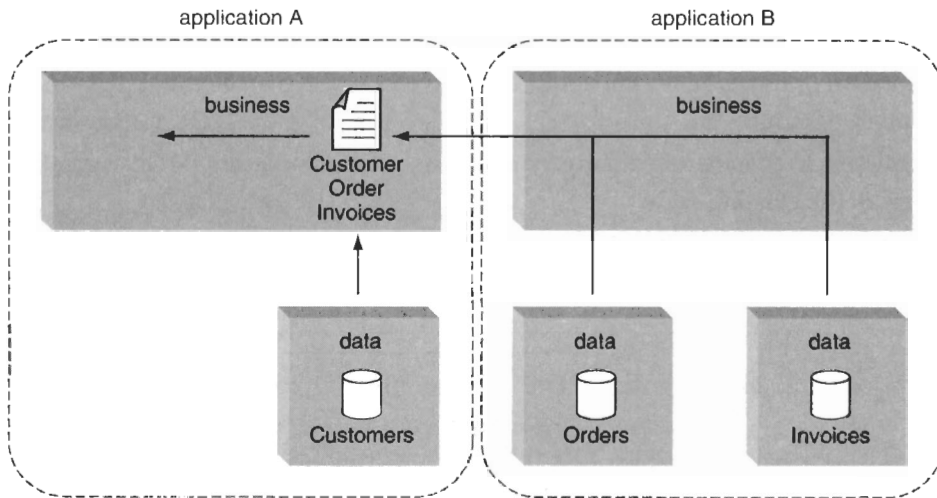 application A
application B
business
business
Customer
Order
Invoices
data
Customers
data
Orders
data
Invoices